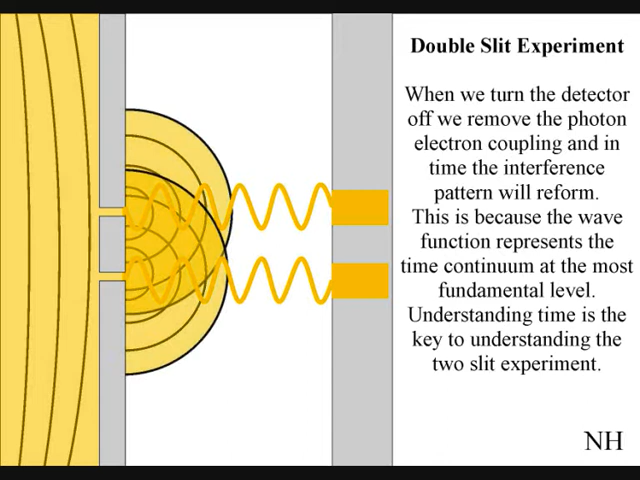 Double Slit Experiment
When we turn the detector
off we remove the photon
electron coupling and in
time the interference
pattern will reform.
This is because the wave
function represents the
time continuum at the most
fundamental level.
Understanding time is the
key to understanding the
two slit experiment.
NH